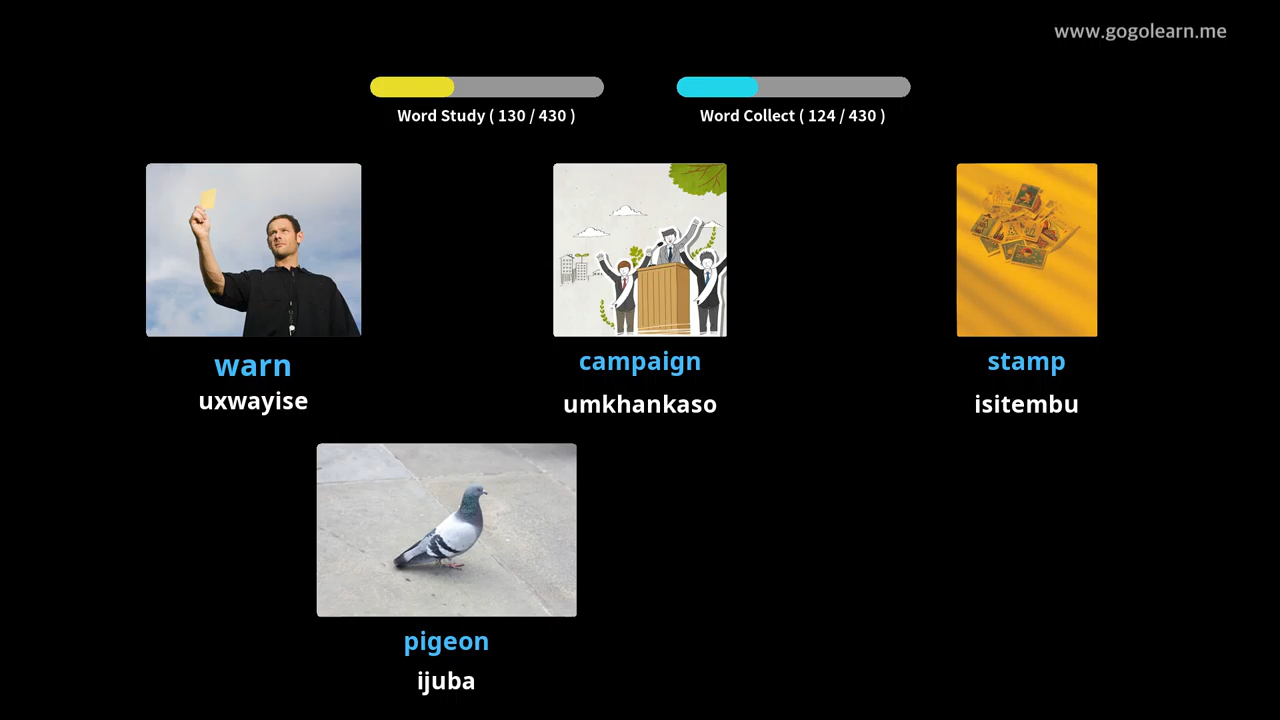 www.gogolearn.me
Word Study ( 130 / 430 )
Word Collect ( 124 / 430 )
warn
uxwayise
campaign
umkhankaso
stamp
isitembu
pigeon
ijuba